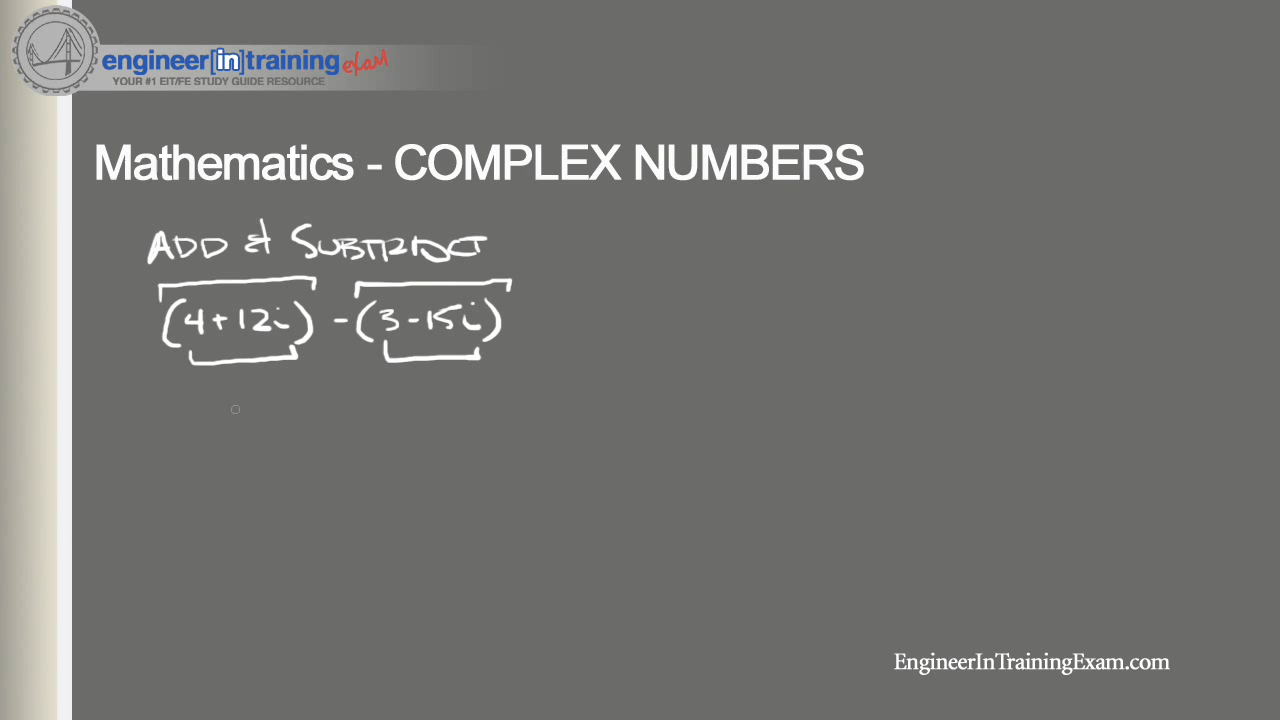 engineer[in]training exam
YOUR #1 EIT/FE STUDY GUIDE RESOURCE
Mathematics - COMPLEX NUMBERS
ADD & SUBTRACT
(4+12i) - (3-15i)
EngineerInTrainingExam.com